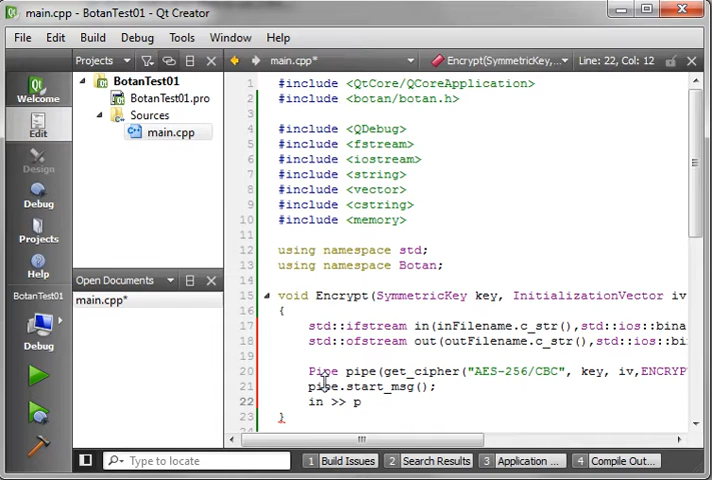 main.cpp - BotanTest01 - Qt Creator
File Edit Build Debug Tools Window Help
Projects main.cpp* Encrypt(SymmetricKey,... Line: 22, Col: 12
Welcome
Edit
Design
Debug
Projects
Help
BotanTest01
Debug
BotanTest01
BotanTest01.pro
Sources
main.cpp
Open Documents
main.cpp*
1 #include <QtCore/QCoreApplication>
2 #include <botan/botan.h>
3
4 #include <QDebug>
5 #include <fstream>
6 #include <iostream>
7 #include <string>
8 #include <vector>
9 #include <cstring>
10 #include <memory>
11
12 using namespace std;
13 using namespace Botan;
14
15 void Encrypt(SymmetricKey key, InitializationVector iv
16 {
17 std::ifstream in(inFilename.c_str(),std::ios::bina
18 std::ofstream out(outFilename.c_str(),std::ios::bi
19
20 Pipe pipe(get_cipher("AES-256/CBC", key, iv,ENCRYP
21 pipe.start_msg();
22 in >> p
23 }
Type to locate 1 Build Issues 2 Search Results 3 Application ... 4 Compile Out...